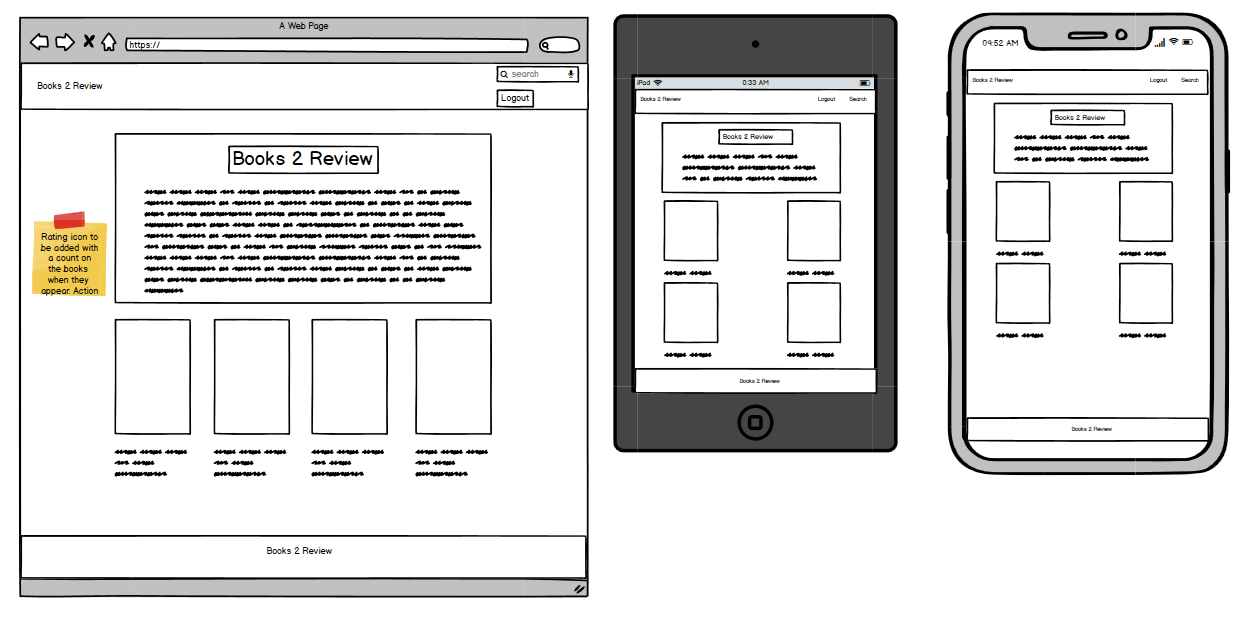 A Web Page
https://
Books 2 Review
search
Logout
Books 2 Review
Rating icon to
be added with
a count on
the books
when they
appear. Action
Books 2 Review
iPad
0:33 AM
Books 2 Review
Logout
Search
Books 2 Review
Books 2 Review
09:52 AM
Books 2 Review
Logout
Search
Books 2 Review
Books 2 Review